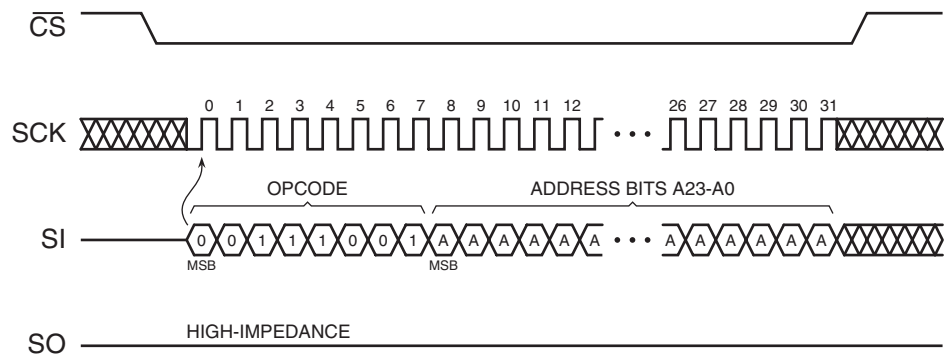 CS
0 1 2 3 4 5 6 7 8 9 10 11 12 26 27 28 29 30 31
SCK
OPCODE ADDRESS BITS A23-A0
SI 0 0 1 1 1 0 0 1 A A A A A A A A A A A A
MSB MSB
HIGH-IMPEDANCE
SO